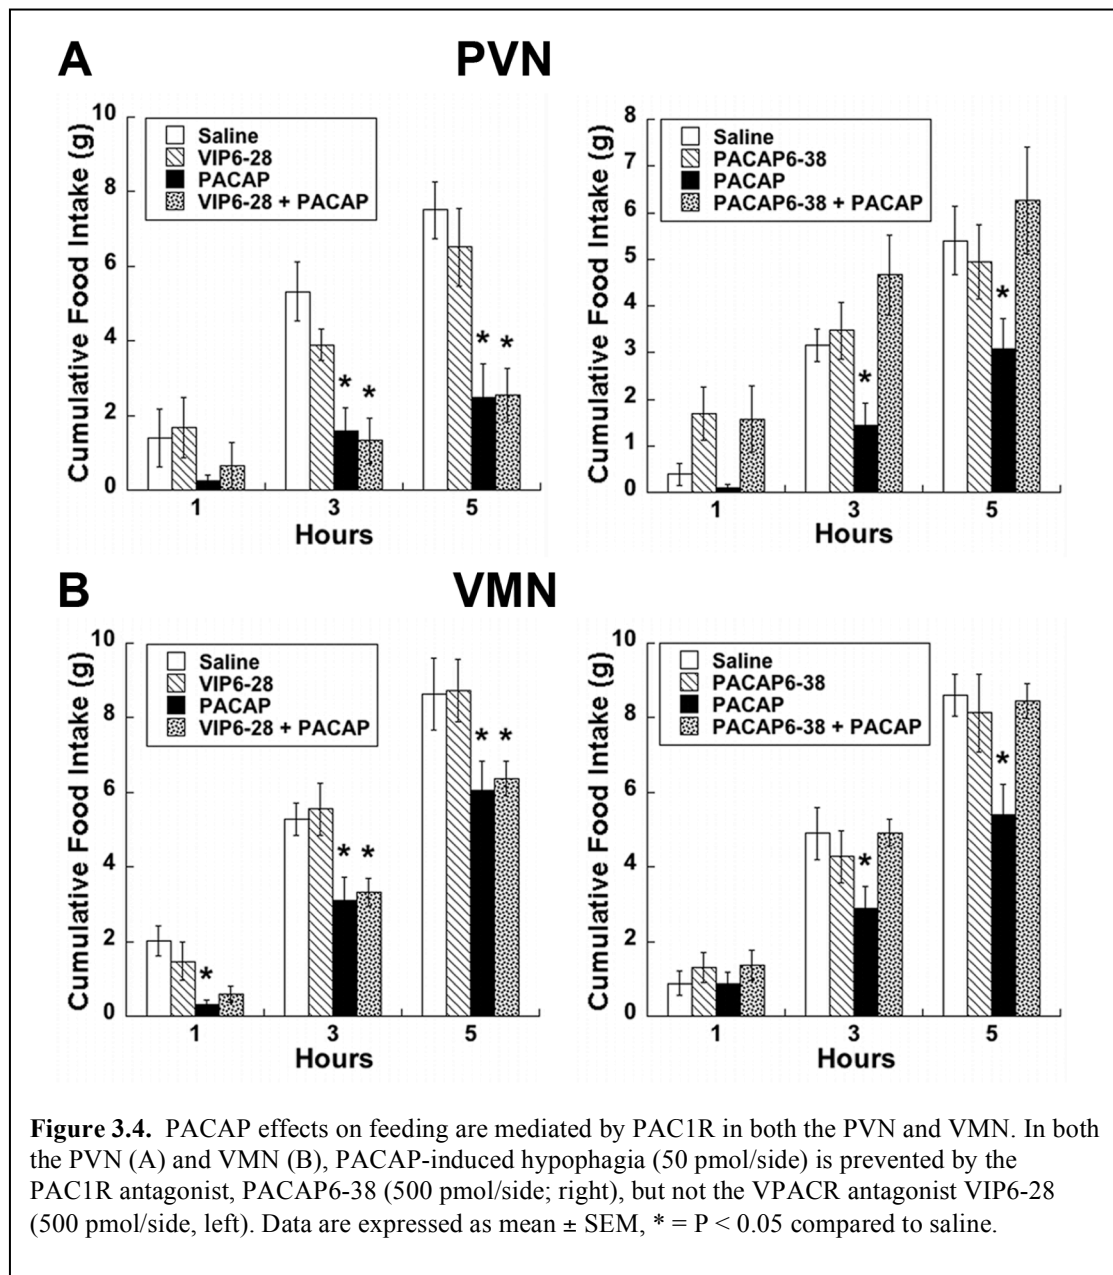 A PVN
Cumulative Food Intake (g)
10
8
6
4
2
0
Saline
VIP6-28
PACAP
VIP6-28 + PACAP
* * * *
1 3 5
Hours
Cumulative Food Intake (g)
8
7
6
5
4
3
2
1
0
Saline
PACAP6-38
PACAP
PACAP6-38 + PACAP
* *
1 3 5
Hours
B VMN
Cumulative Food Intake (g)
10
8
6
4
2
0
Saline
VIP6-28
PACAP
VIP6-28 + PACAP
* * * * *
1 3 5
Hours
Cumulative Food Intake (g)
10
8
6
4
2
0
Saline
PACAP6-38
PACAP
PACAP6-38 + PACAP
* *
1 3 5
Hours
Figure 3.4. PACAP effects on feeding are mediated by PAC1R in both the PVN and VMN. In both
the PVN (A) and VMN (B), PACAP-induced hypophagia (50 pmol/side) is prevented by the
PAC1R antagonist, PACAP6-38 (500 pmol/side; right), but not the VPACR antagonist VIP6-28
(500 pmol/side, left). Data are expressed as mean ± SEM, * = P < 0.05 compared to saline.